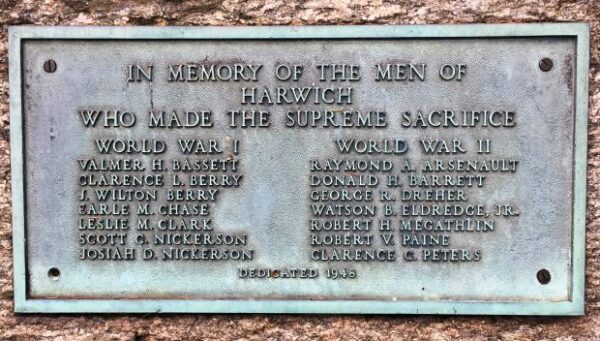 IN MEMORY OF THE MEN OF
HARWICH
WHO MADE THE SUPREME SACRIFICE
WORLD WAR I
VALMER H. BASSETT
CLARENCE L. BERRY
J. WILTON BERRY
EARLE M. CHASE
LESLIE M. CLARK
SCOTT G. NICKERSON
JOSIAH D. NICKERSON
WORLD WAR II
RAYMOND A. ARSENAULT
DONALD H. BARRETT
GEORGE R. DREHER
WATSON B. ELDREDGE, JR.
ROBERT H. MEGATHLIN
ROBERT V. PAINE
CLARENCE G. PETERS
DEDICATED 1948